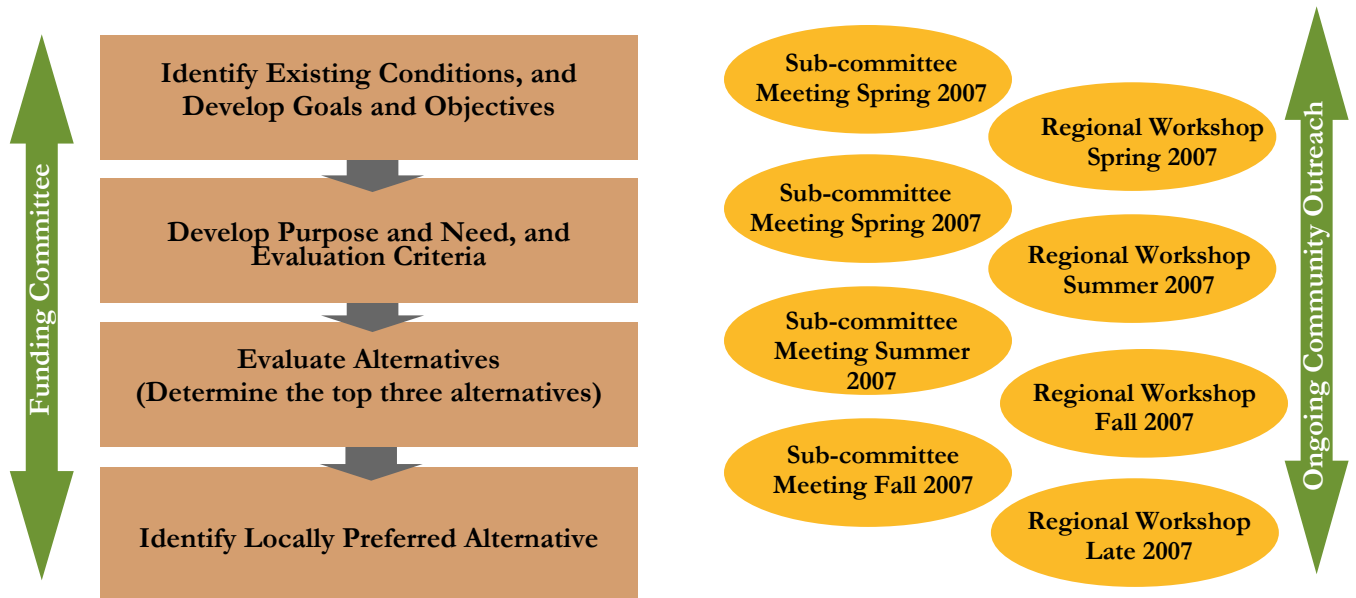 Funding Committee
Identify Existing Conditions, and
Develop Goals and Objectives
Develop Purpose and Need, and
Evaluation Criteria
Evaluate Alternatives
(Determine the top three alternatives)
Identify Locally Preferred Alternative
Sub-committee
Meeting Spring 2007
Regional Workshop
Spring 2007
Sub-committee
Meeting Spring 2007
Regional Workshop
Summer 2007
Sub-committee
Meeting Summer
2007
Regional Workshop
Fall 2007
Sub-committee
Meeting Fall 2007
Regional Workshop
Late 2007
Ongoing Community Outreach